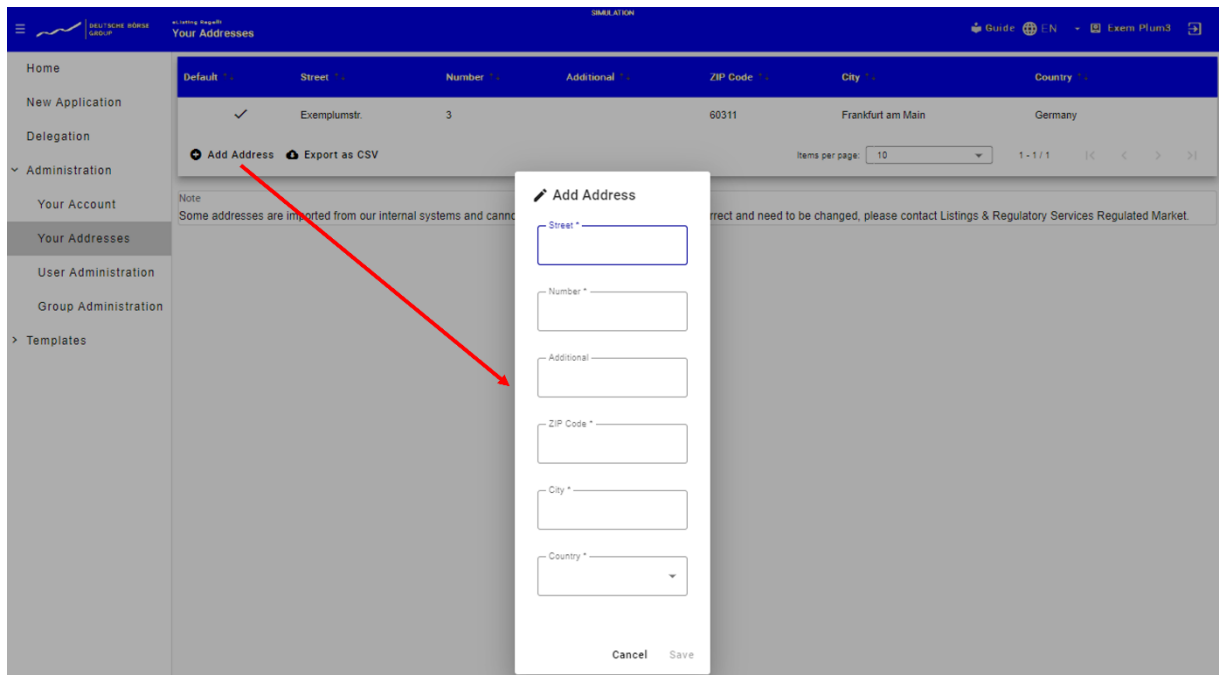 SIMULATION
DEUTSCHE BÖRSE
GROUP
eListing RegaIt
Your Addresses
Guide EN Exem Plum3
Home
New Application
Delegation
Administration
Your Account
Your Addresses
User Administration
Group Administration
Templates
Default Street Number Additional ZIP Code City Country
Exemplumstr. 3 60311 Frankfurt am Main Germany
Add Address Export as CSV Items per page: 10 1 - 1 / 1
Note
Some addresses are imported from our internal systems and rrect and need to be changed, please contact Listings & Regulatory Services Regulated Market.
Add Address
Street *
Number *
Additional
ZIP Code *
City *
Country *
Cancel Save